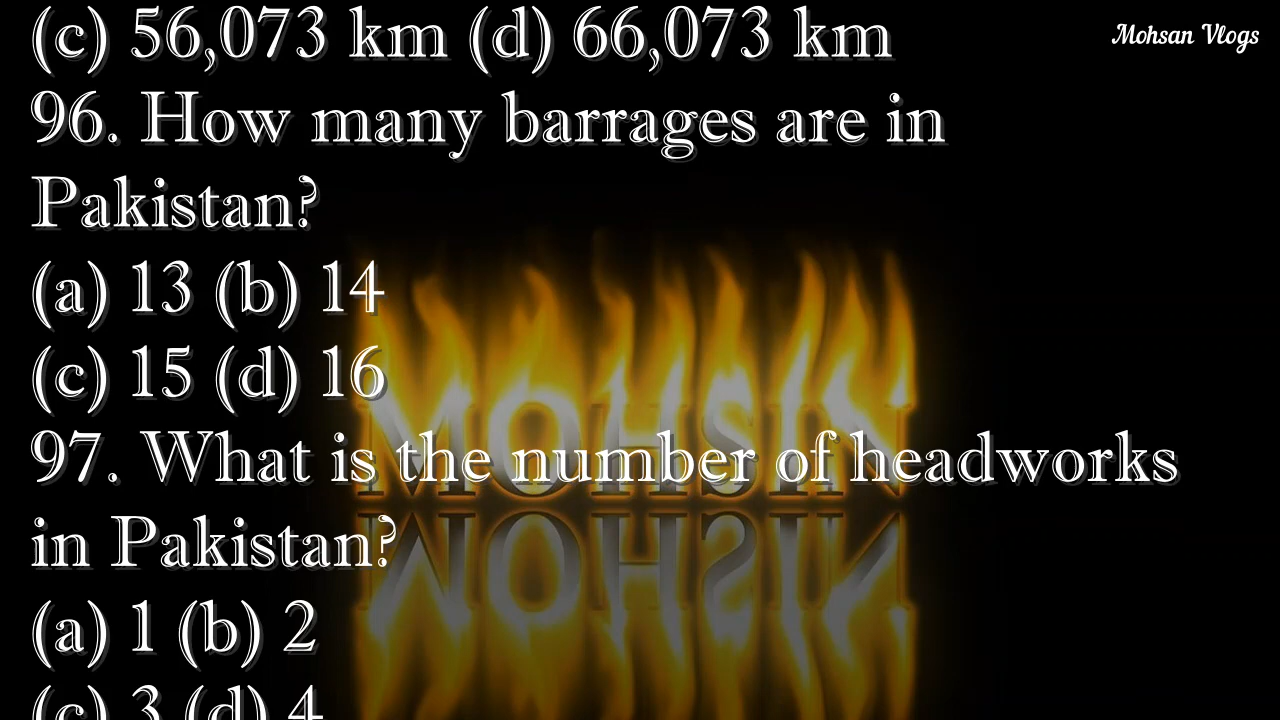 (c) 56,073 km (d) 66,073 km
Mohsan Vlogs
96. How many barrages are in
Pakistan?
(a) 13 (b) 14
(c) 15 (d) 16
MOHSIN
97. What is the number of headworks
in Pakistan?
(a) 1 (b) 2
(c) 3 (d) 4